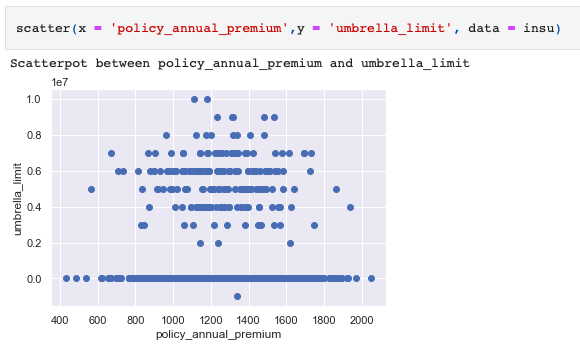 scatter(x = 'policy_annual_premium',y = 'umbrella_limit', data = insu)
Scatterpot between policy_annual_premium and umbrella_limit
1e7
1.0
0.8
0.6
0.4
0.2
0.0
umbrella_limit
400 600 800 1000 1200 1400 1600 1800 2000
policy_annual_premium